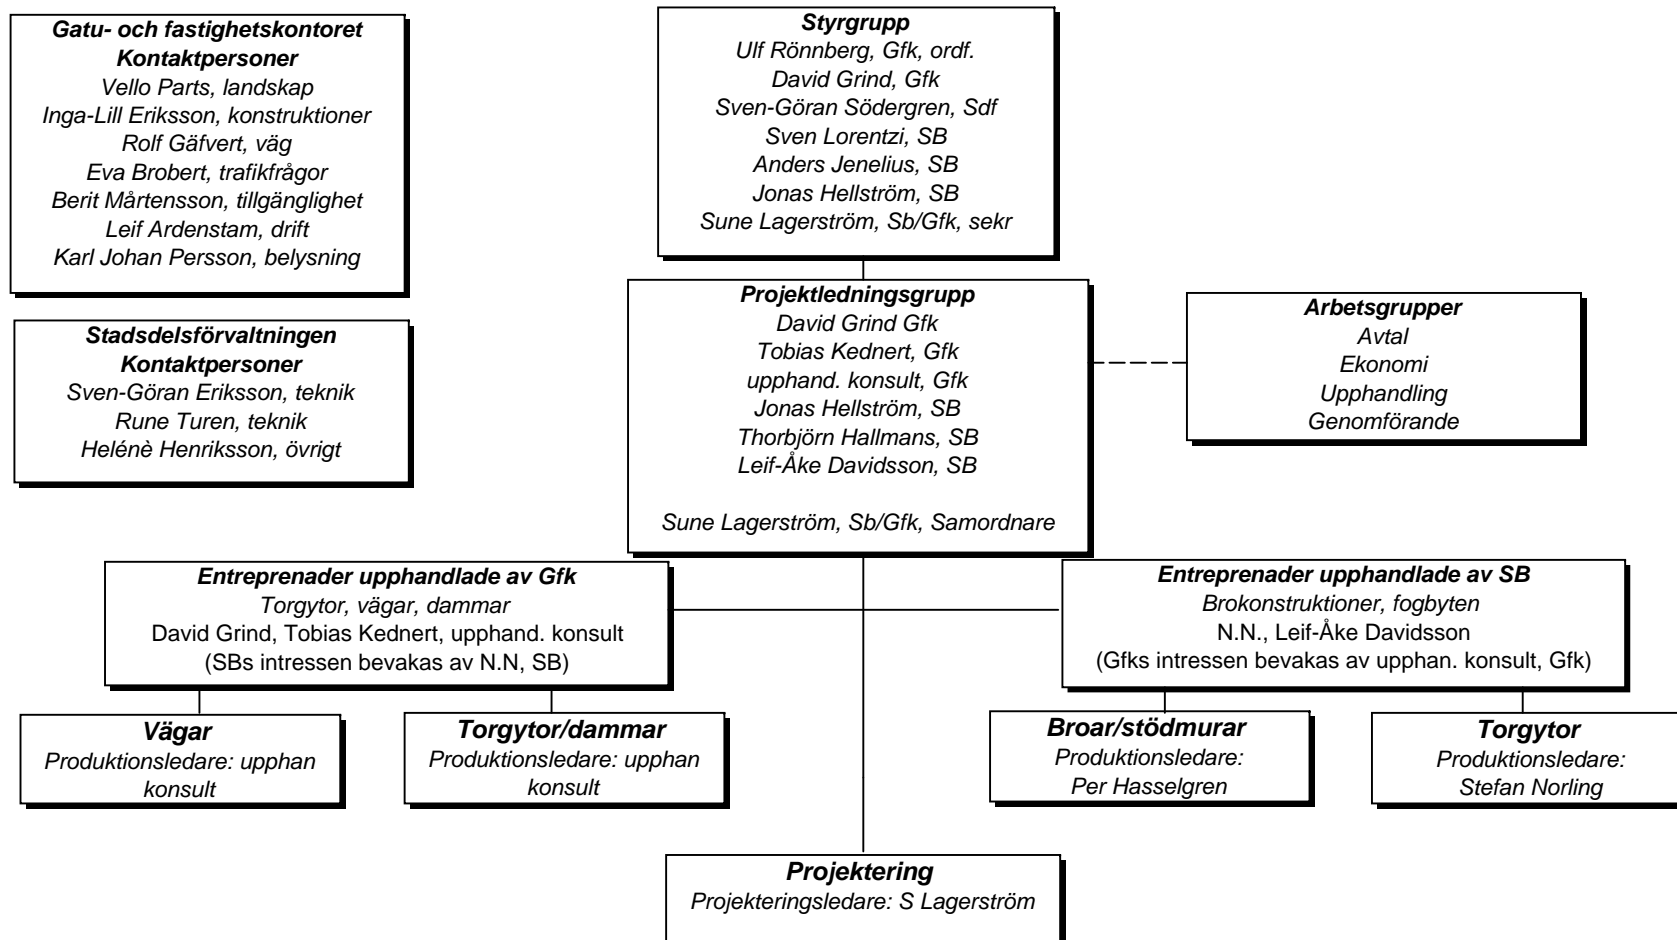 Gatu- och fastighetskontoret
Kontaktpersoner
Vello Parts, landskap
Inga-Lill Eriksson, konstruktioner
Rolf Gäfvert, väg
Eva Brobert, trafikfrågor
Berit Mårtensson, tillgänglighet
Leif Ardenstam, drift
Karl Johan Persson, belysning
Stadsdelsförvaltningen
Kontaktpersoner
Sven-Göran Eriksson, teknik
Rune Turen, teknik
Helénè Henriksson, övrigt
Styrgrupp
Ulf Rönnberg, Gfk, ordf.
David Grind, Gfk
Sven-Göran Södergren, Sdf
Sven Lorentzi, SB
Anders Jenelius, SB
Jonas Hellström, SB
Sune Lagerström, Sb/Gfk, sekr
Projektledningsgrupp
David Grind Gfk
Tobias Kednert, Gfk
upphand. konsult, Gfk
Jonas Hellström, SB
Thorbjörn Hallmans, SB
Leif-Åke Davidsson, SB
Sune Lagerström, Sb/Gfk, Samordnare
Arbetsgrupper
Avtal
Ekonomi
Upphandling
Genomförande
Entreprenader upphandlade av Gfk
Torgytor, vägar, dammar
David Grind, Tobias Kednert, upphand. konsult
(SBs intressen bevakas av N.N, SB)
Entreprenader upphandlade av SB
Brokonstruktioner, fogbyten
N.N., Leif-Åke Davidsson
(Gfks intressen bevakas av upphan. konsult, Gfk)
Vägar
Produktionsledare: upphan
konsult
Torgytor/dammar
Produktionsledare: upphan
konsult
Broar/stödmurar
Produktionsledare:
Per Hasselgren
Torgytor
Produktionsledare:
Stefan Norling
Projektering
Projekteringsledare: S Lagerström